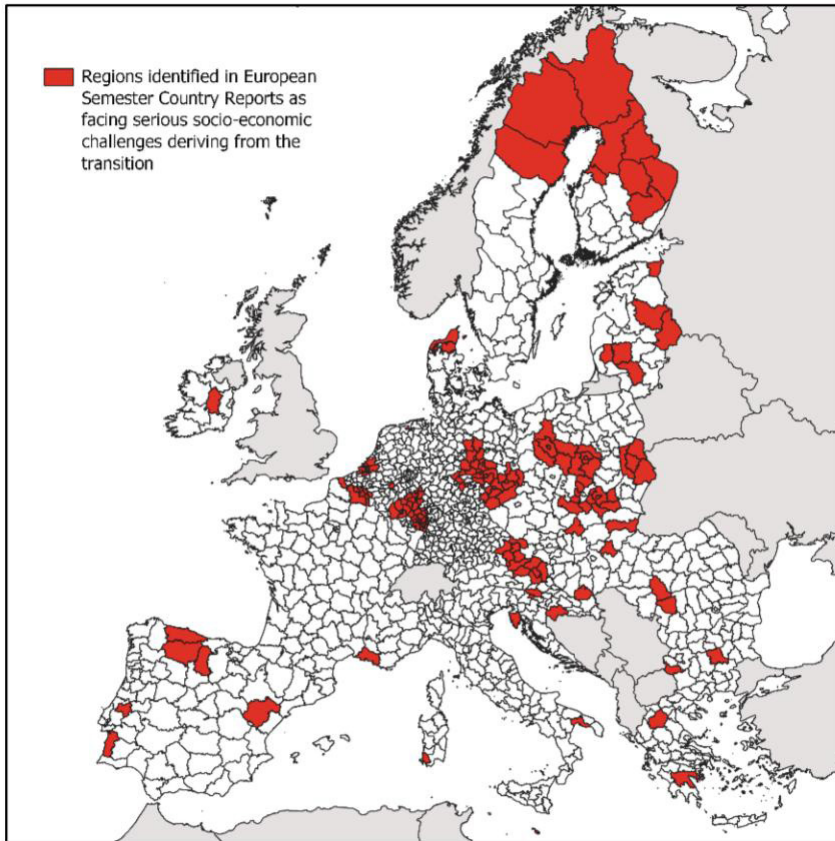 Regions identified in European
Semester Country Reports as
facing serious socio-economic
challenges deriving from the
transition